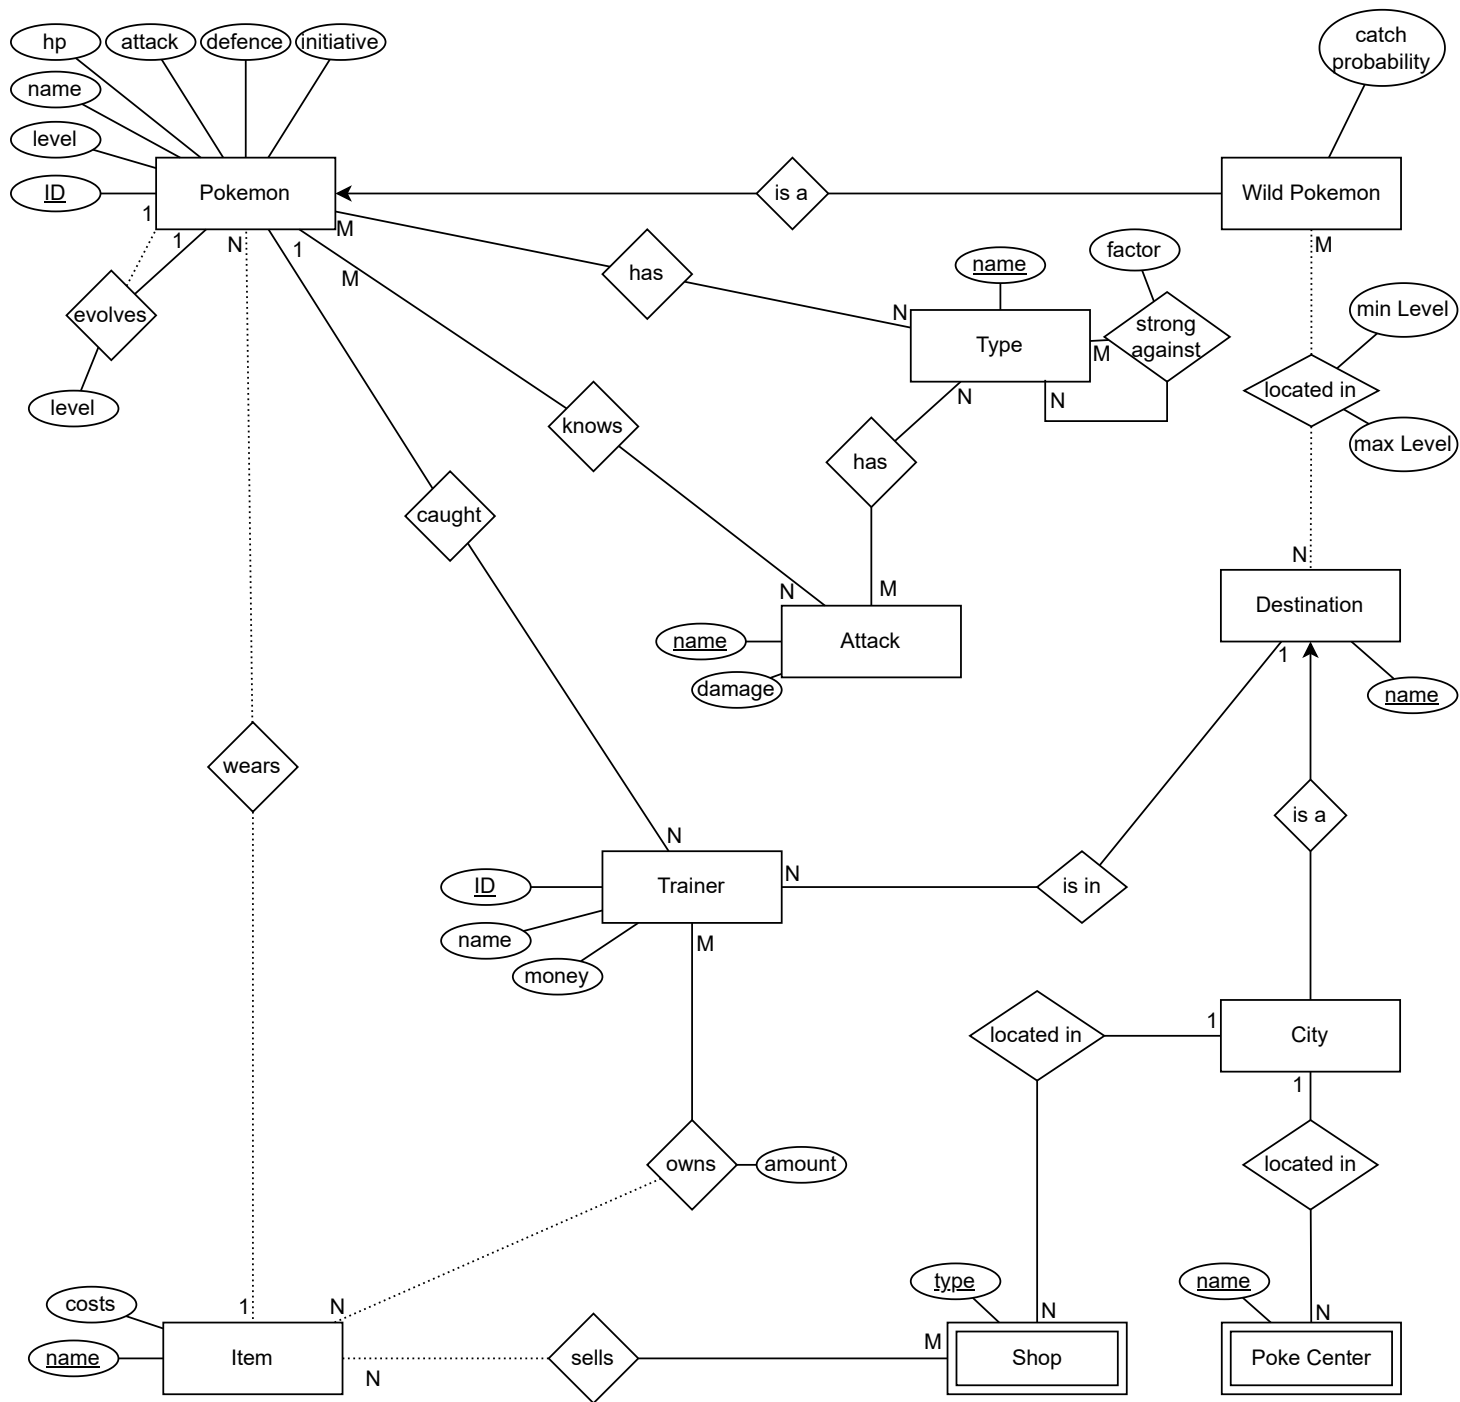 hp
attack
defence
initiative
catch
probability
name
level
ID
Pokemon
is a
Wild Pokemon
1
1
N
1
M
M
M
evolves
has
name
factor
level
N
Type
M
strong
against
N
N
min Level
located in
max Level
knows
has
caught
N
M
N
Destination
name
damage
Attack
1
name
wears
is a
N
ID
Trainer
N
is in
name
money
M
located in
1
City
1
owns
amount
located in
costs
1
N
type
N
name
N
name
Item
N
sells
M
Shop
Poke Center